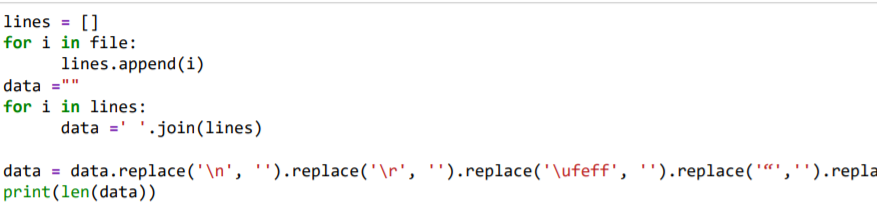 lines = []
for i in file:
      lines.append(i)
data =""
for i in lines:
      data =' '.join(lines)

data = data.replace('\n', '').replace('\r', '').replace('\ufeff', '').replace('“','').repla
print(len(data))